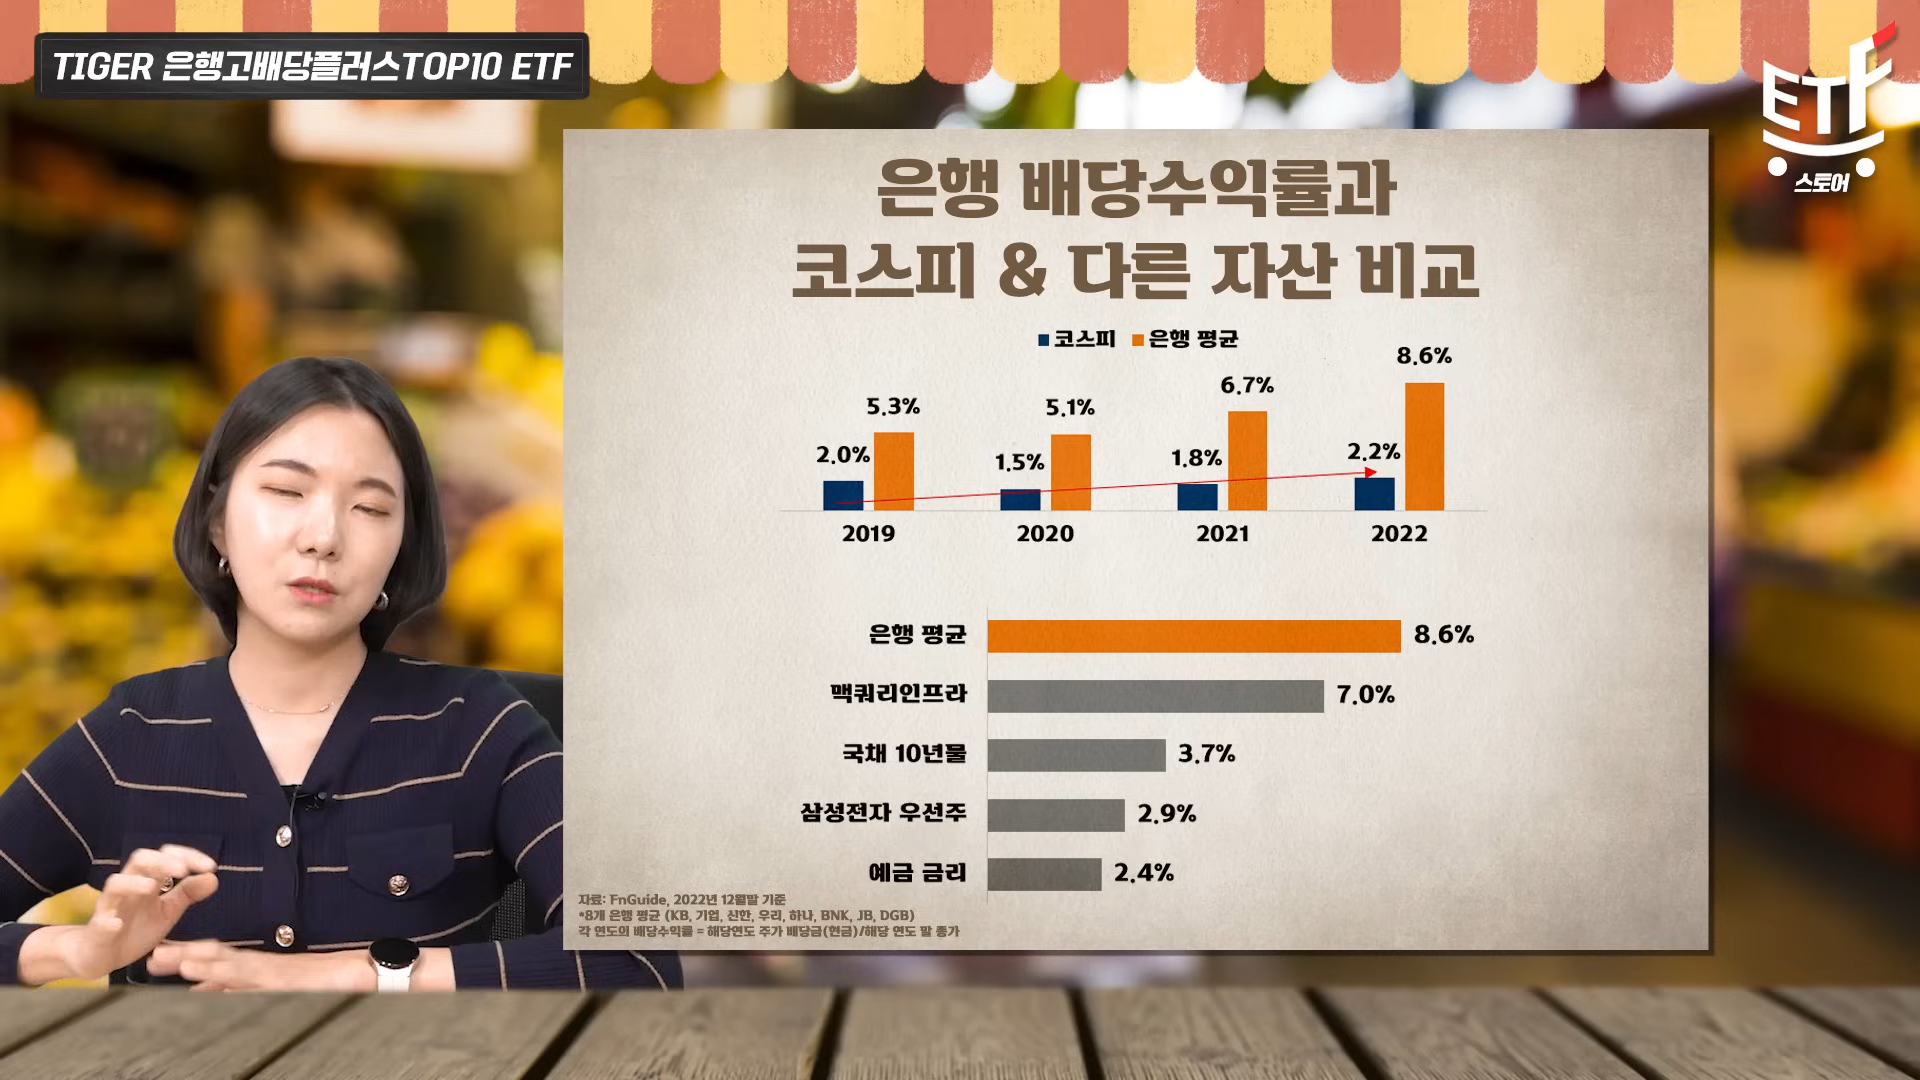 TIGER 은행고배당플러스TOP10 ETF
ETF
스토어
은행 배당수익률과
코스피 & 다른 자산 비교
코스피 은행 평균
2.0% 5.3% 1.5% 5.1% 1.8% 6.7% 2.2% 8.6%
2019 2020 2021 2022
은행 평균 8.6%
맥쿼리인프라 7.0%
국채 10년물 3.7%
삼성전자 우선주 2.9%
예금 금리 2.4%
자료: FnGuide, 2022년 12월말 기준
*8개 은행 평균 (KB, 기업, 신한, 우리, 하나, BNK, JB, DGB)
각 연도의 배당수익률 = 해당연도 주가 배당금(현금)/해당 연도 말 종가